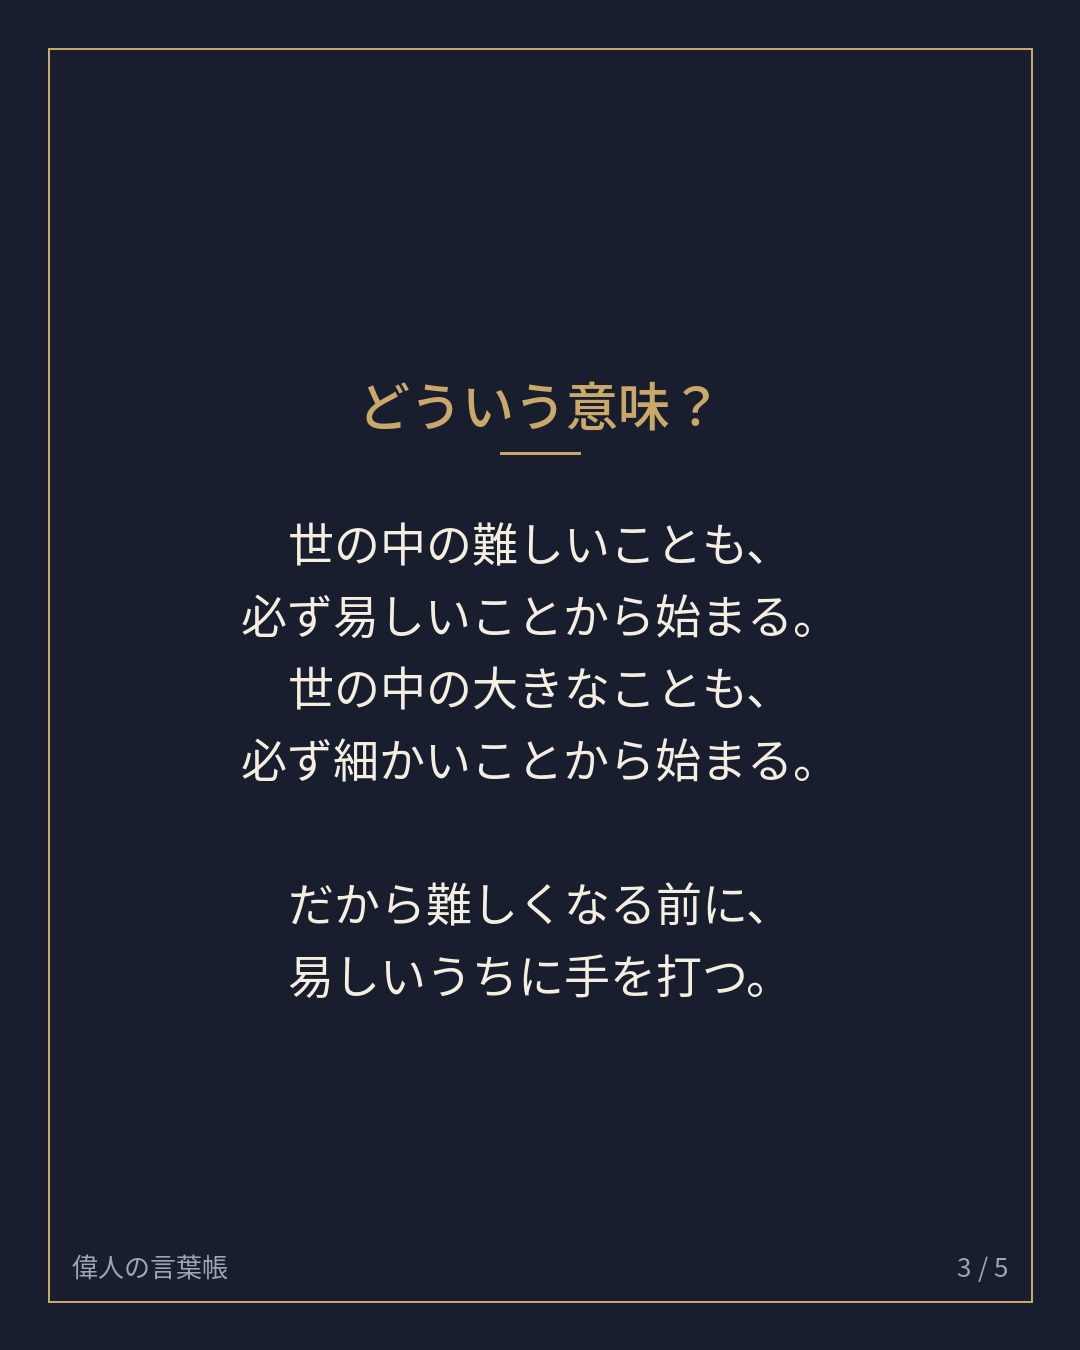 どういう意味？
世の中の難しいことも、
必ず易しいことから始まる。
世の中の大きなことも、
必ず細かいことから始まる。
だから難しくなる前に、
易しいうちに手を打つ。
偉人の言葉帳
3 / 5